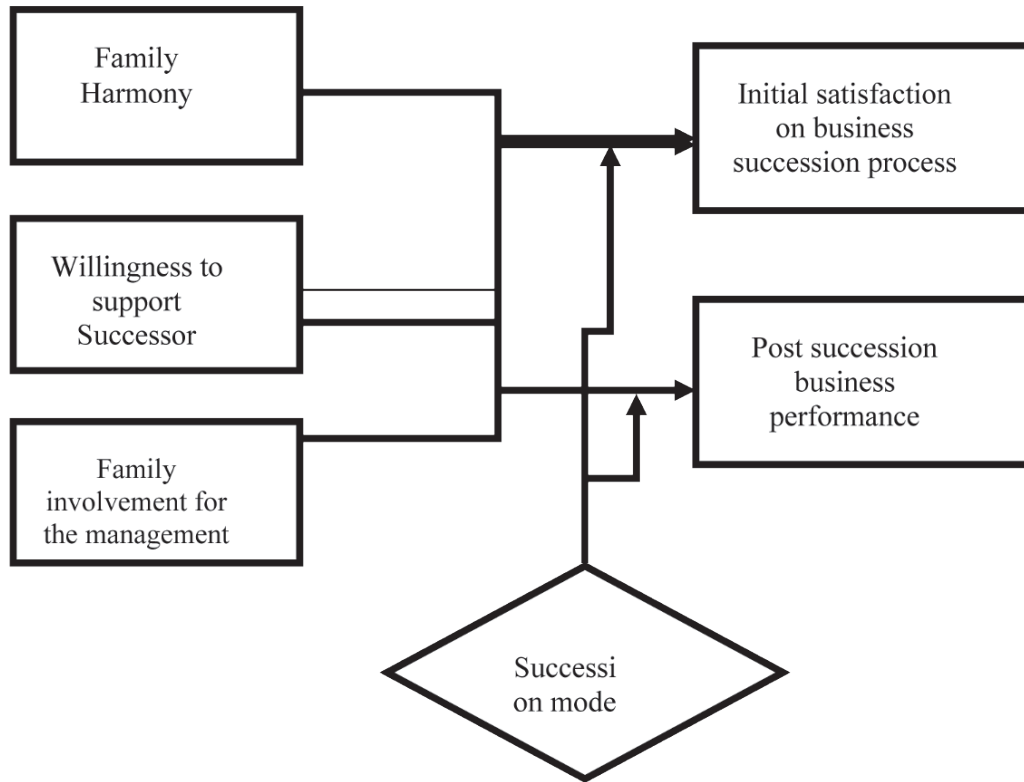 Family
Harmony
Willingness to
support
Successor
Family
involvement for
the management
Initial satisfaction
on business
succession process
Post succession
business
performance
Successi
on mode